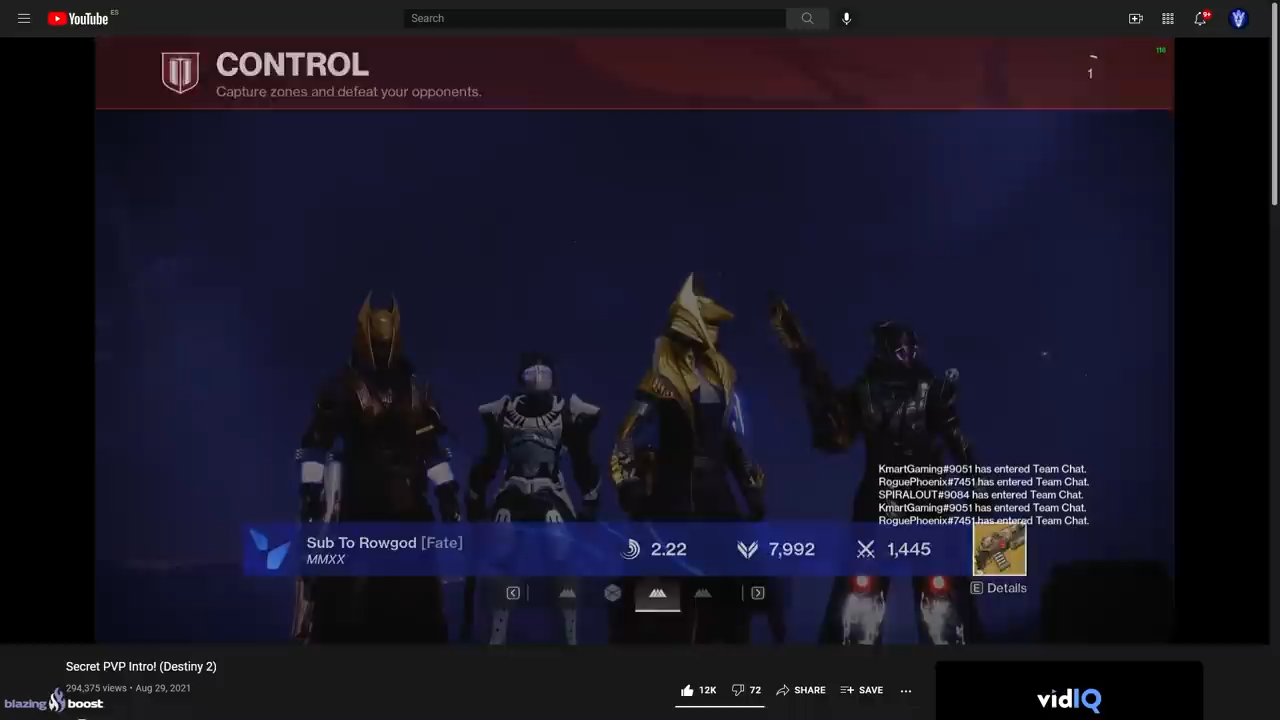 YouTube ES
Search
9+
CONTROL
Capture zones and defeat your opponents.
1
116
KmartGaming#9051 has entered Team Chat.
RoguePhoenix#7451 has entered Team Chat.
SPIRALOUT#9084 has entered Team Chat.
KmartGaming#9051 has entered Team Chat.
RoguePhoenix#7451 has entered Team Chat.
Sub To Rowgod [Fate]
MMXX
2.22
7,992
1,445
E Details
Secret PVP Intro! (Destiny 2)
294,375 views • Aug 29, 2021
12K
72
SHARE
SAVE
blazing boost
vidIQ